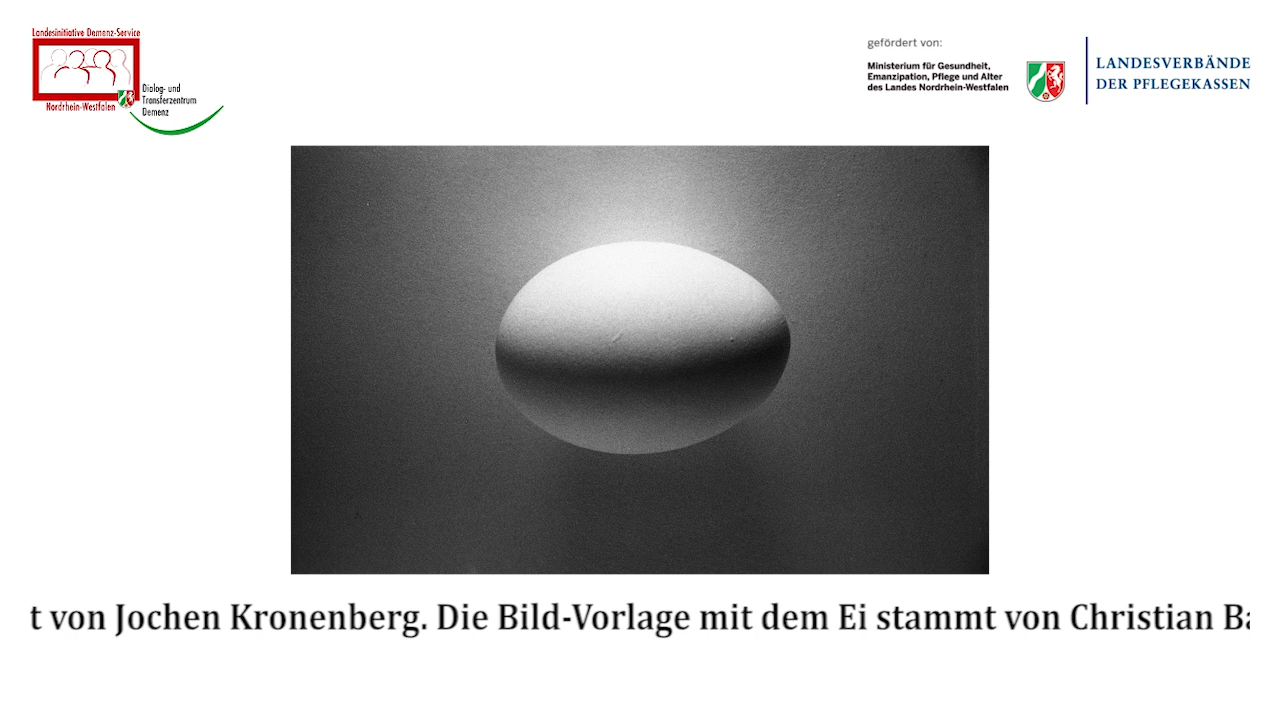 Landesinitiative Demenz-Service
Nordrhein-Westfalen
Dialog- und
Transferzentrum
Demenz
gefördert von:
Ministerium für Gesundheit,
Emanzipation, Pflege und Alter
des Landes Nordrhein-Westfalen
LANDESVERBÄNDE
DER PFLEGEKASSEN
t von Jochen Kronenberg. Die Bild-Vorlage mit dem Ei stammt von Christian